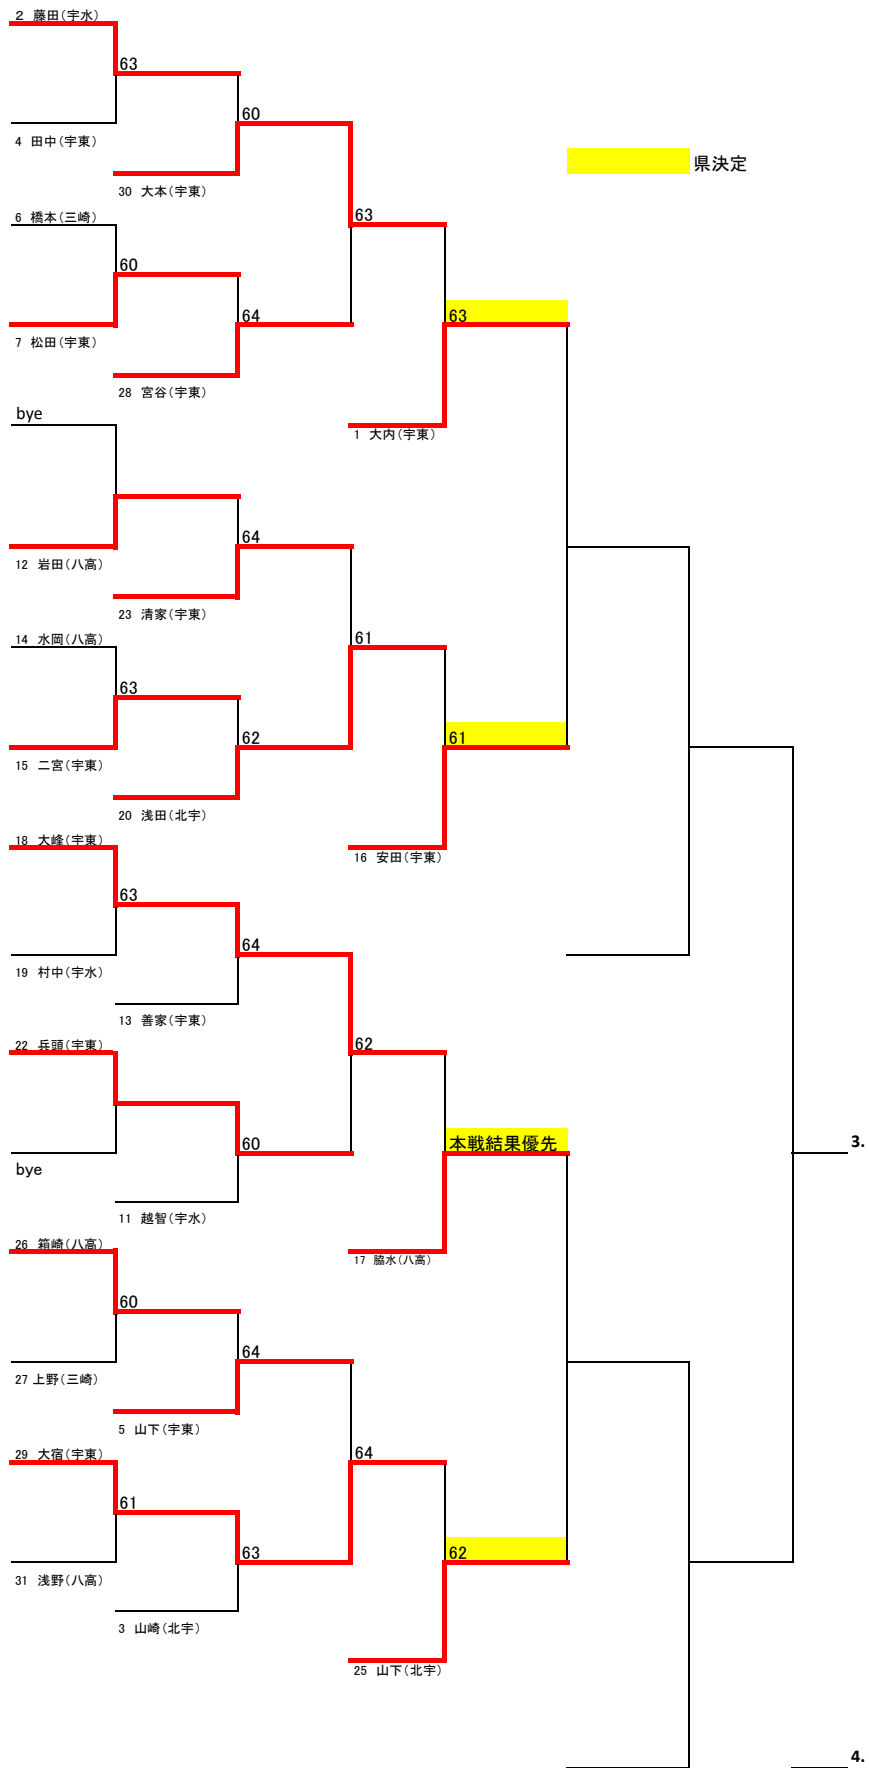 2 藤田(宇水)
63
60
4 田中(宇東)
県決定
30 大本(宇東)
6 橋本(三崎)
63
60
64
63
7 松田(宇東)
28 宮谷(宇東)
bye
1 大内(宇東)
64
12 岩田(八高)
23 清家(宇東)
14 水岡(八高)
61
63
62
61
15 二宮(宇東)
20 浅田(北宇)
18 大峰(宇東)
16 安田(宇東)
63
64
19 村中(宇水)
13 善家(宇東)
22 兵頭(宇東)
62
60
本戦結果優先
3.
bye
11 越智(宇水)
26 箱崎(八高)
17 脇水(八高)
60
64
27 上野(三崎)
5 山下(宇東)
29 大宿(宇東)
64
61
63
62
31 浅野(八高)
3 山崎(北宇)
25 山下(北宇)
4.